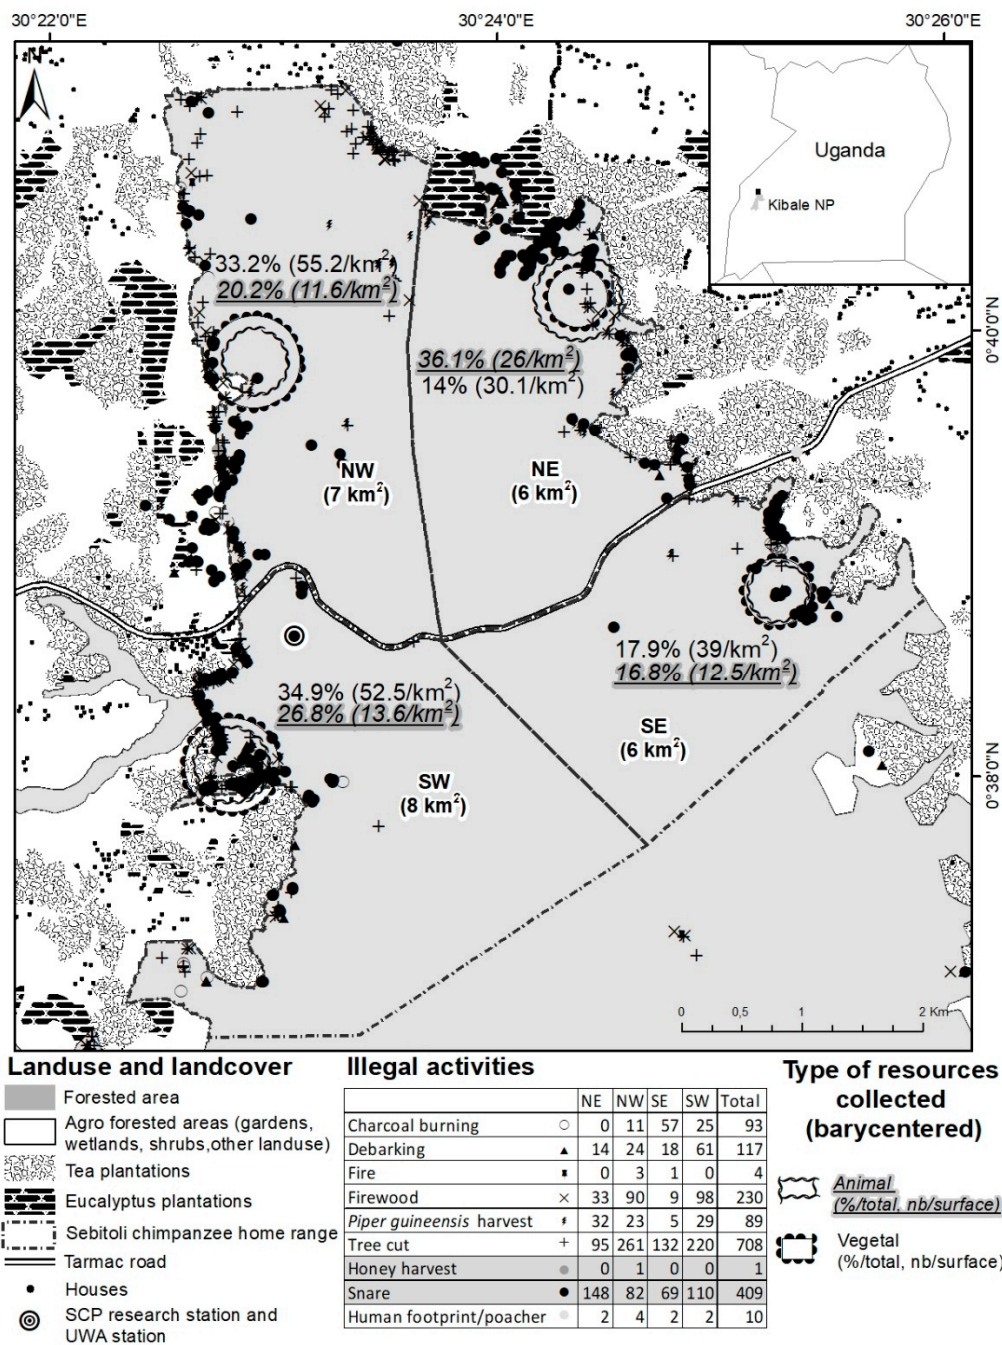 30°22'0"E 30°24'0"E 30°26'0"E
N
Uganda
Kibale NP
33.2% (55.2/km²)
20.2% (11.6/km²)
0°40'0"N
36.1% (26/km²)
14% (30.1/km²)
NW
(7 km²)
NE
(6 km²)
17.9% (39/km²)
16.8% (12.5/km²)
34.9% (52.5/km²)
26.8% (13.6/km²)
SE
(6 km²)
SW
(8 km²)
0°38'0"N
0 0,5 1 2 Km
Landuse and landcover
Forested area
Agro forested areas (gardens,
wetlands, shrubs,other landuse)
Tea plantations
Eucalyptus plantations
Sebitoli chimpanzee home range
Tarmac road
Houses
SCP research station and
UWA station
Illegal activities
NE NW SE SW Total
Charcoal burning 0 11 57 25 93
Debarking 14 24 18 61 117
Fire 0 3 1 0 4
Firewood 33 90 9 98 230
Piper guineensis harvest 32 23 5 29 89
Tree cut 95 261 132 220 708
Honey harvest 0 1 0 0 1
Snare 148 82 69 110 409
Human footprint/poacher 2 4 2 2 10
Type of resources
collected
(barycentered)
Animal
(%/total, nb/surface)
Vegetal
(%/total, nb/surface)